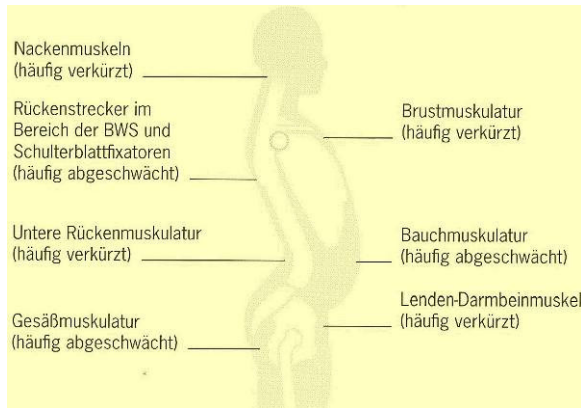 Nackenmuskeln
(häufig verkürzt)
Rückenstrecker im
Bereich der BWS und
Schulterblattfixatoren
(häufig abgeschwächt)
Untere Rückenmuskulatur
(häufig verkürzt)
Gesäßmuskulatur
(häufig abgeschwächt)
Brustmuskulatur
(häufig verkürzt)
Bauchmuskulatur
(häufig abgeschwächt)
Lenden-Darmbeinmuskel
(häufig verkürzt)